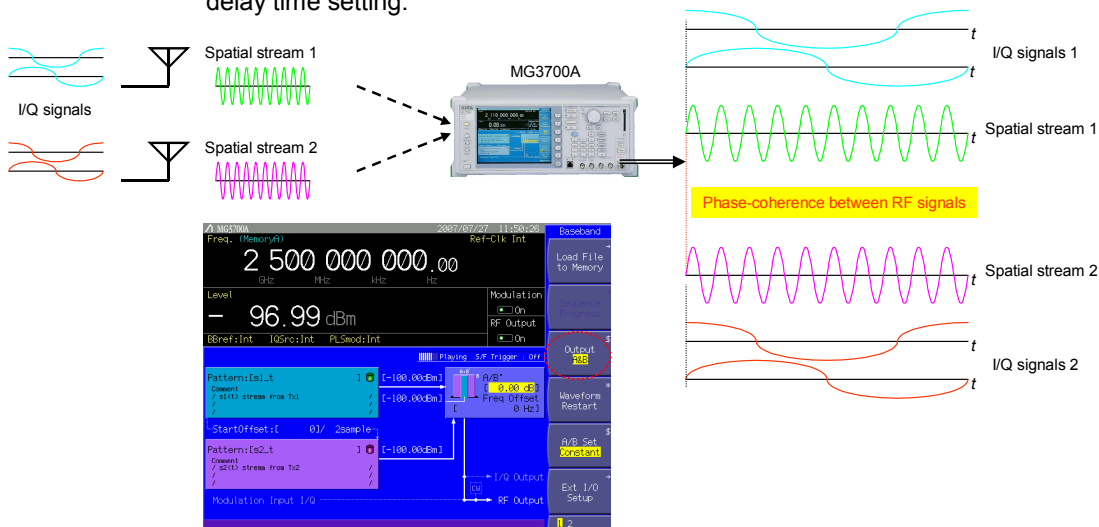 delay time setting.
Spatial stream 1
I/Q signals
Spatial stream 2
MG3700A
t
I/Q signals 1
t
Spatial stream 1
t
Phase-coherence between RF signals
Spatial stream 2
t
t
I/Q signals 2
t
MG3700A
2007/07/27 11:50:26
Freq. (MemoryA)
Ref-Clk Int
2 500 000 000.00
GHz MHz kHz Hz
Level
- 96.99 dBm
Modulation
On
RF Output
On
BBref:Int IQSrc:Int PLSmod:Int
Playing S/F Trigger : Off
Pattern:[s1_t ] [-100.00dBm]
Comment
/ s1(t) stream from Tx1 /
/ /
/ /
[-100.00dBm]
A/B
[ 0.00 dB]
Freq Offset
[ 0 Hz]
StartOffset:[ 0]/ 2sample
Pattern:[s2_t ] [-100.00dBm]
Comment
/ s2(t) stream from Tx2 /
/ /
/ /
I/Q Output
CW
Modulation Input I/Q
RF Output
Baseband
Load File
to Memory
Sequence
Progress
Output
A&B
Waveform
Restart
A/B Set
Constant
Ext I/O
Setup
1 2